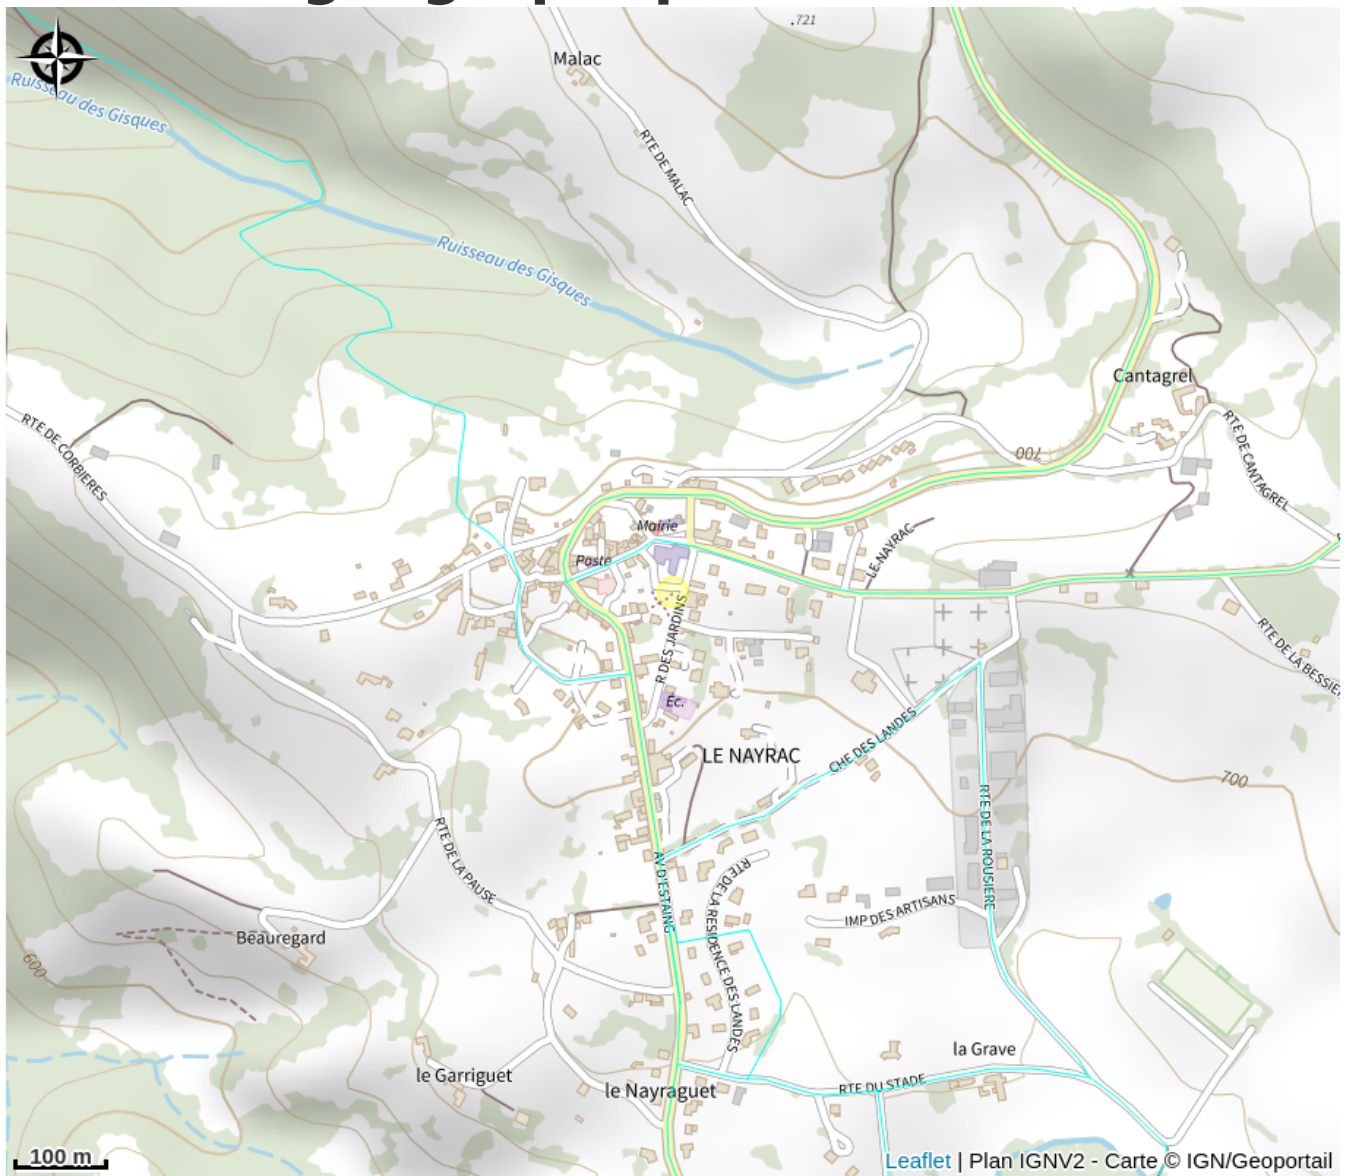 .721
Malac
Ruisseau des Gisques
RTE DE MALAC
Ruisseau des Gisques
Cantagrel
RTE DE CORBIERES
RTE DE CANTAGREL
700
Mairie
LE NAYRAC
Poste
R DES JARDINS
RTE DE LA BESSIE
Éc.
CHE DES LANDES
LE NAYRAC
700
RTE DE LA ROUSIERE
RTE DE LA PAUSE
AV D'ESTAING
RTE DE LA RESIDENCE DES LANDES
IMP DES ARTISANS
Beauregard
600
la Grave
le Garriguet
RTE DU STADE
le Nayraguet
100 m
Leaflet | Plan IGNV2 - Carte © IGN/Geoportail